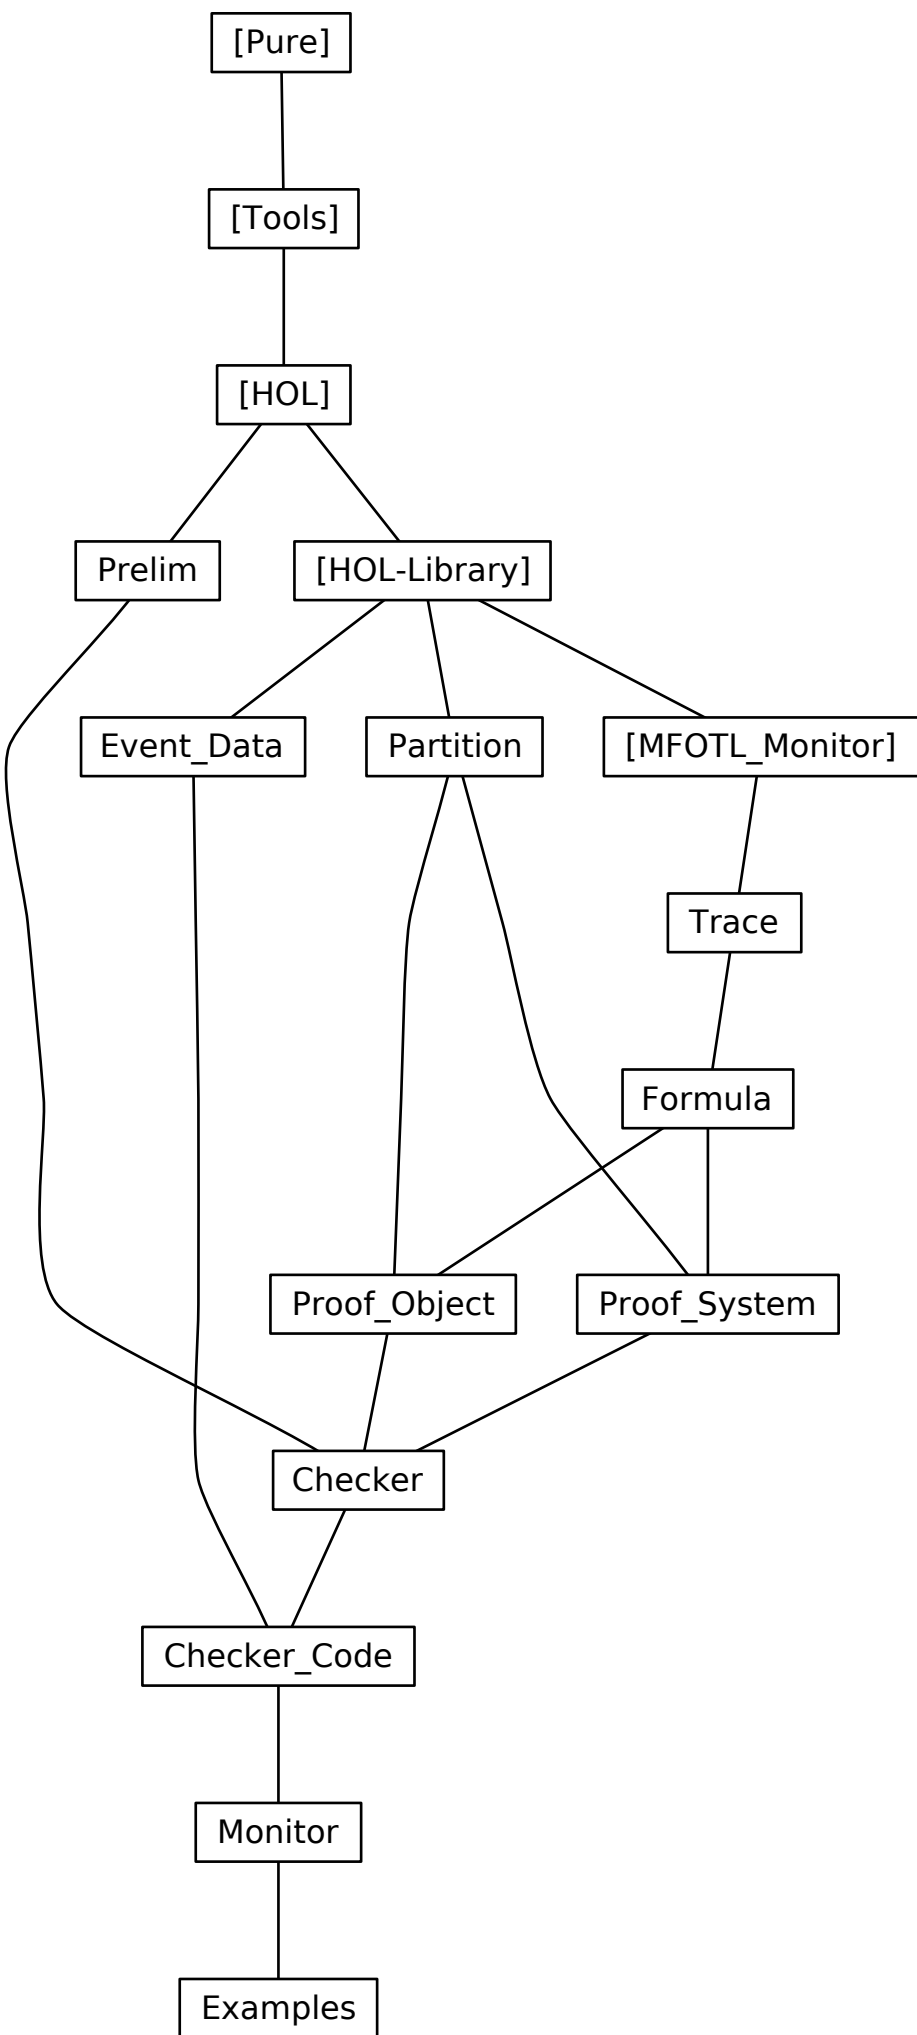 [Pure]
[Tools]
[HOL]
Prelim
[HOL-Library]
Event_Data
Partition
[MFOTL_Monitor]
Trace
Formula
Proof_Object
Proof_System
Checker
Checker_Code
Monitor
Examples